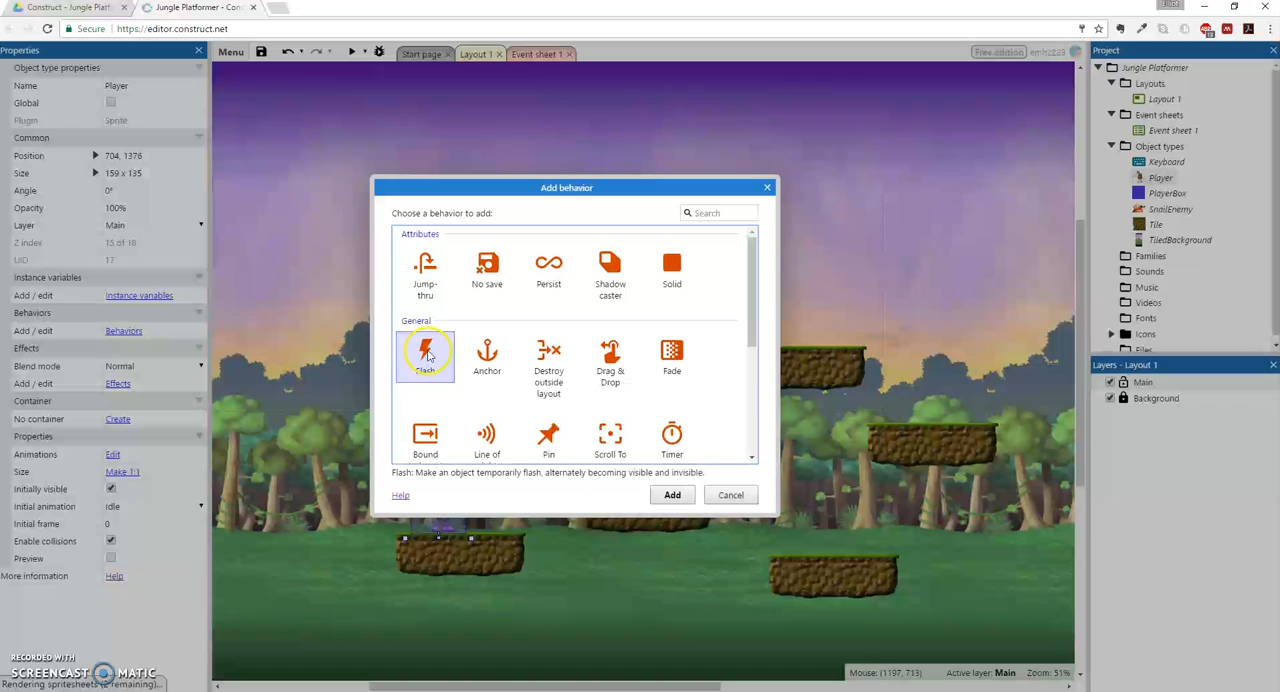 Construct - Jungle Platf
Jungle Platformer - Con
Elliot
Secure
https://editor.construct.net
Properties
Menu
Start page
Layout 1
Event sheet 1
Free edition
emhz229
Project
Object type properties
Name Player
Global
Plugin Sprite
Common
Position 704, 1376
Size 159 x 135
Angle 0°
Opacity 100%
Layer Main
Z index 15 of 18
UID 17
Instance variables
Add / edit Instance variables
Behaviors
Add / edit Behaviors
Effects
Blend mode Normal
Add / edit Effects
Container
No container Create
Properties
Animations Edit
Size Make 1:1
Initially visible
Initial animation Idle
Initial frame 0
Enable collisions
Preview
More information Help
Add behavior
Choose a behavior to add:
Search
Attributes
Jump-
thru
No save
Persist
Shadow
caster
Solid
General
Flash
Anchor
Destroy
outside
layout
Drag &
Drop
Fade
Bound
Line of
Pin
Scroll To
Timer
Flash: Make an object temporarily flash, alternately becoming visible and invisible.
Help
Add
Cancel
Jungle Platformer
Layouts
Layout 1
Event sheets
Event sheet 1
Object types
Keyboard
Player
PlayerBox
SnailEnemy
Tile
TiledBackground
Families
Sounds
Music
Videos
Fonts
Icons
Files
Layers - Layout 1
Main
Background
RECORDED WITH
SCREENCAST MATIC
Rendering spritesheets (2 remaining)...
Mouse: (1197, 713)
Active layer: Main
Zoom: 51%